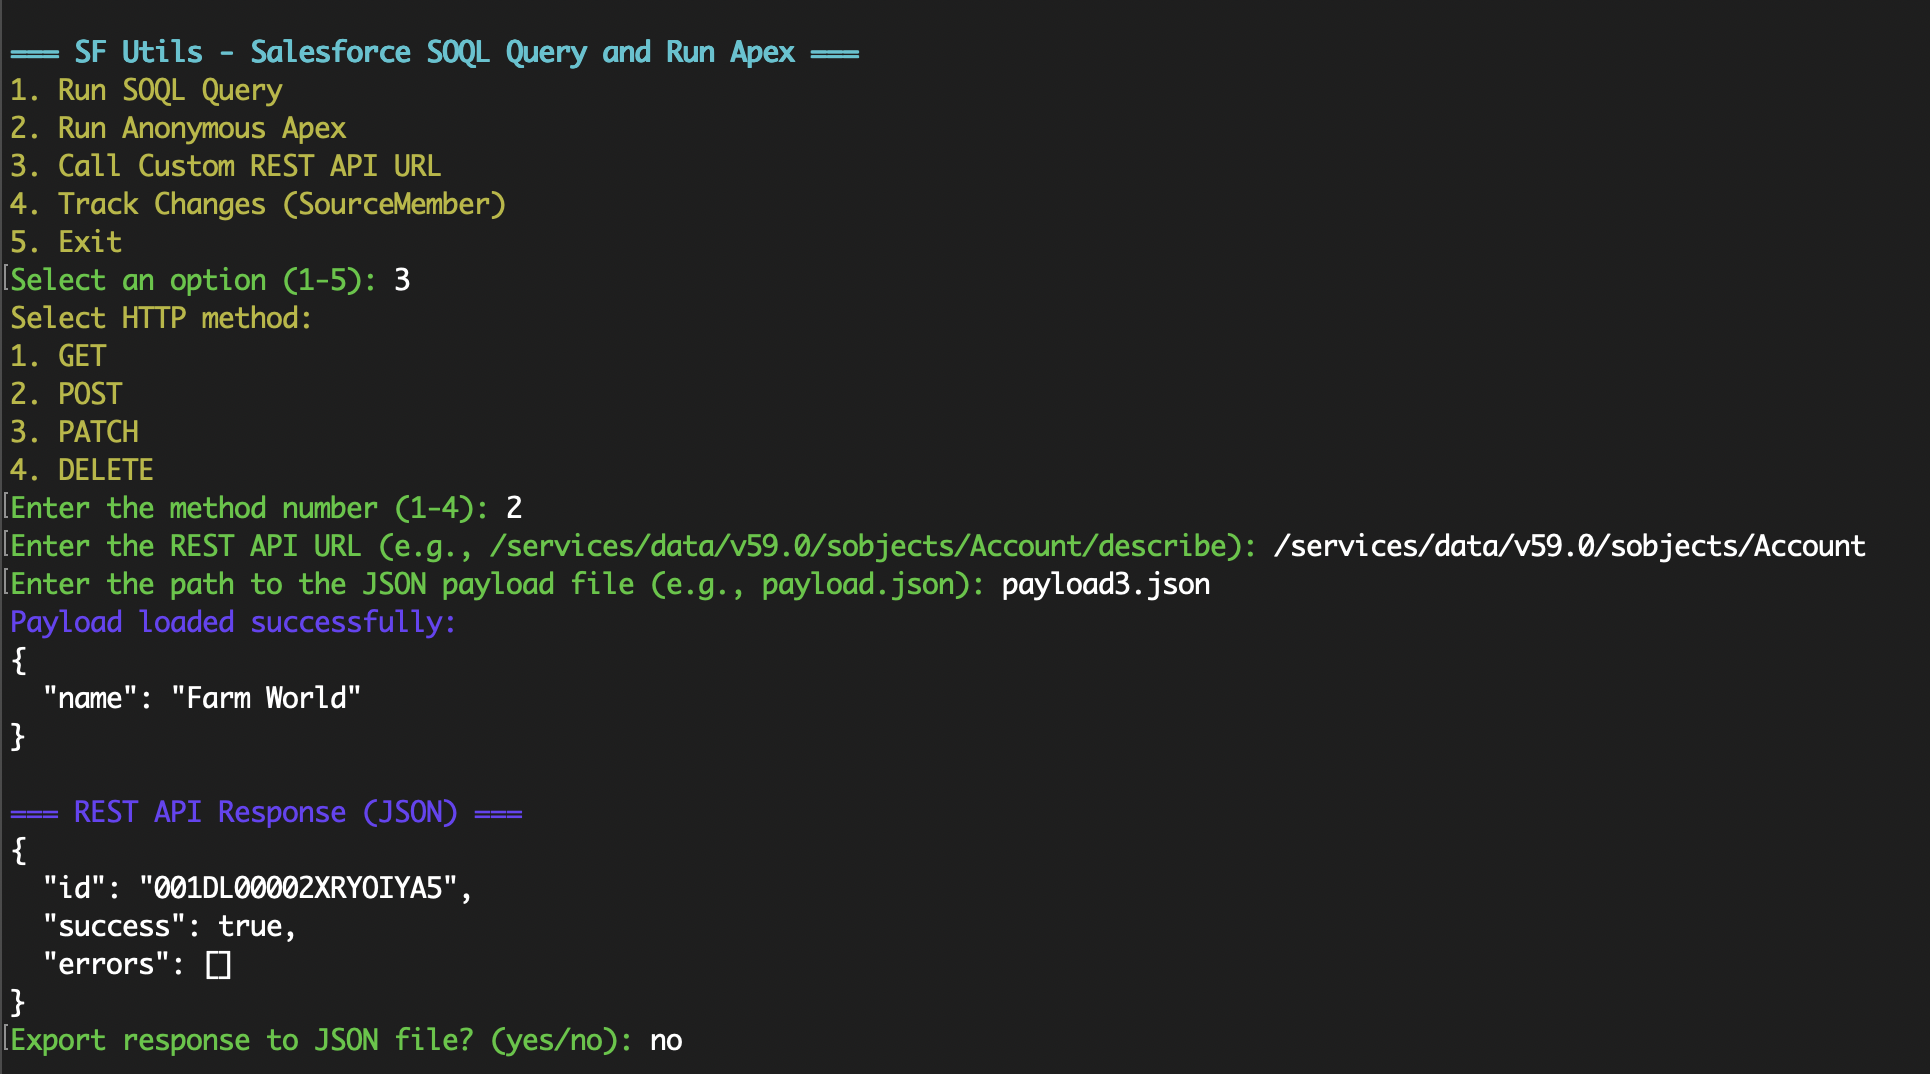 === SF Utils - Salesforce SOQL Query and Run Apex ===
1. Run SOQL Query
2. Run Anonymous Apex
3. Call Custom REST API URL
4. Track Changes (SourceMember)
5. Exit
Select an option (1-5): 3
Select HTTP method:
1. GET
2. POST
3. PATCH
4. DELETE
Enter the method number (1-4): 2
Enter the REST API URL (e.g., /services/data/v59.0/sobjects/Account/describe): /services/data/v59.0/sobjects/Account
Enter the path to the JSON payload file (e.g., payload.json): payload3.json
Payload loaded successfully:
{
  "name": "Farm World"
}
=== REST API Response (JSON) ===
{
  "id": "001DL00002XRYOIYA5",
  "success": true,
  "errors": []
}
Export response to JSON file? (yes/no): no